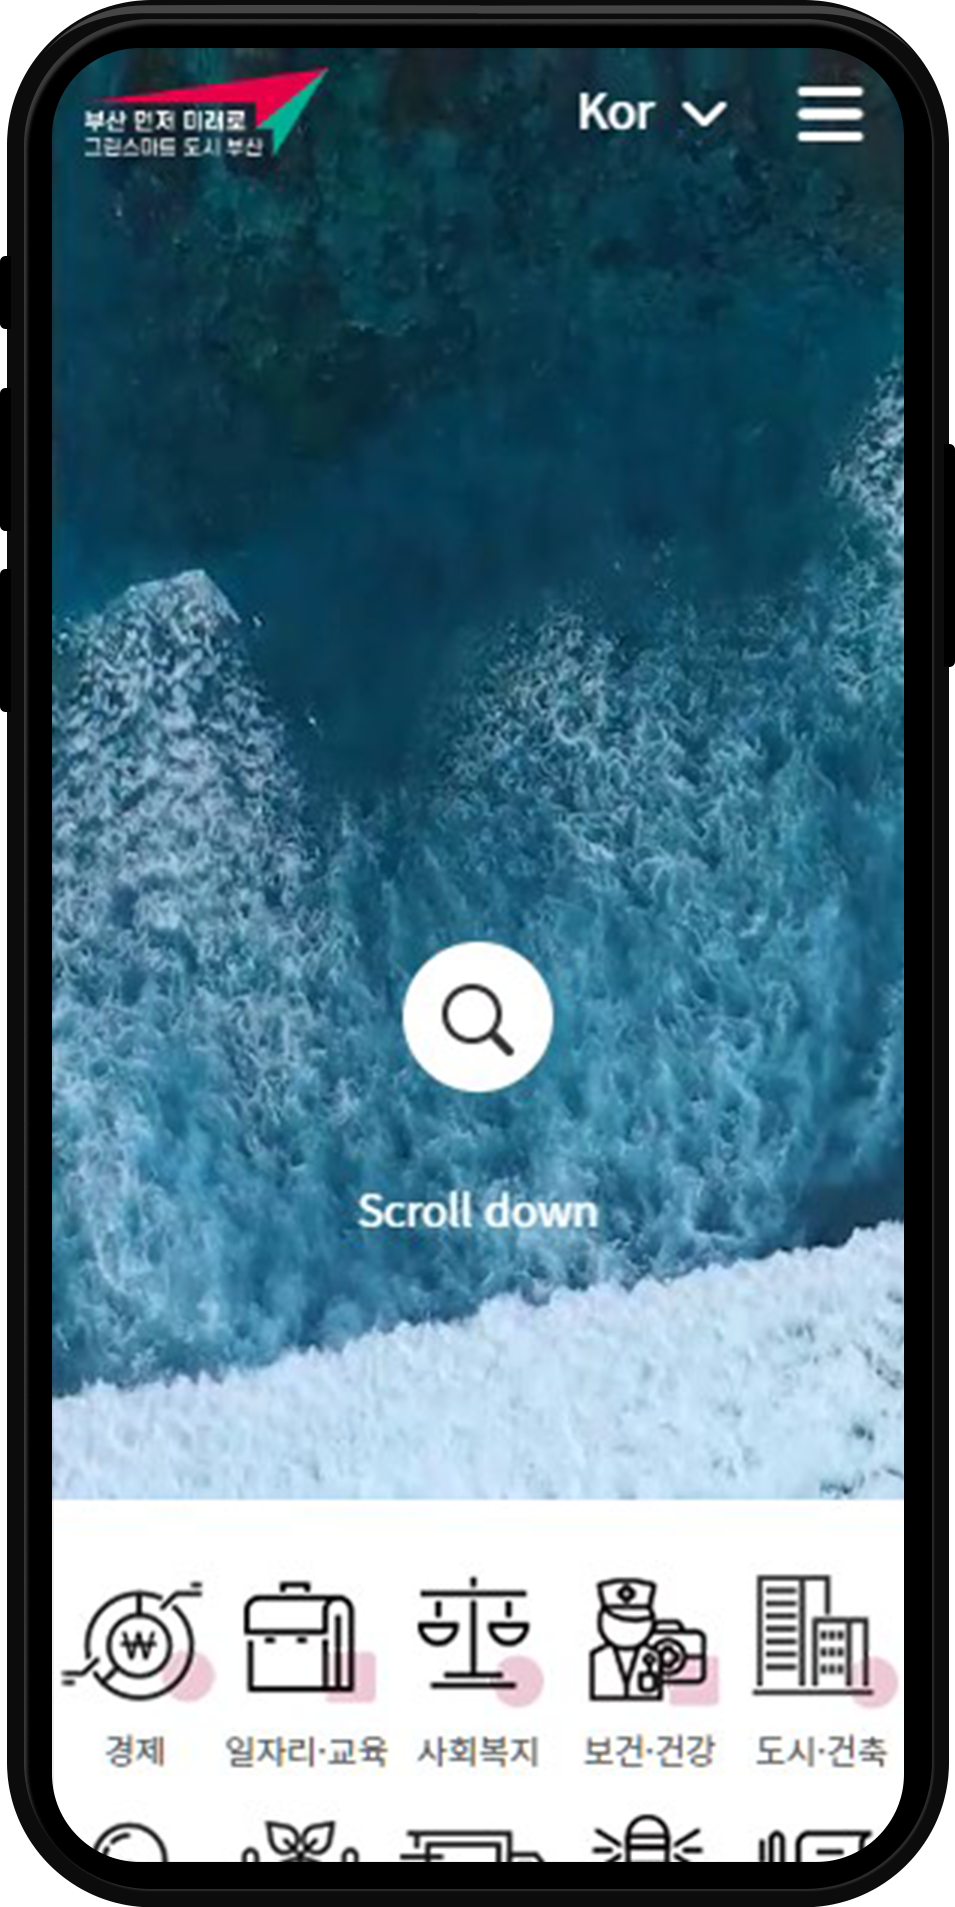 부산 먼저 미래로
그린스마트 도시 부산
Kor
Scroll down
₩
경제
일자리·교육
사회복지
보건·건강
도시·건축